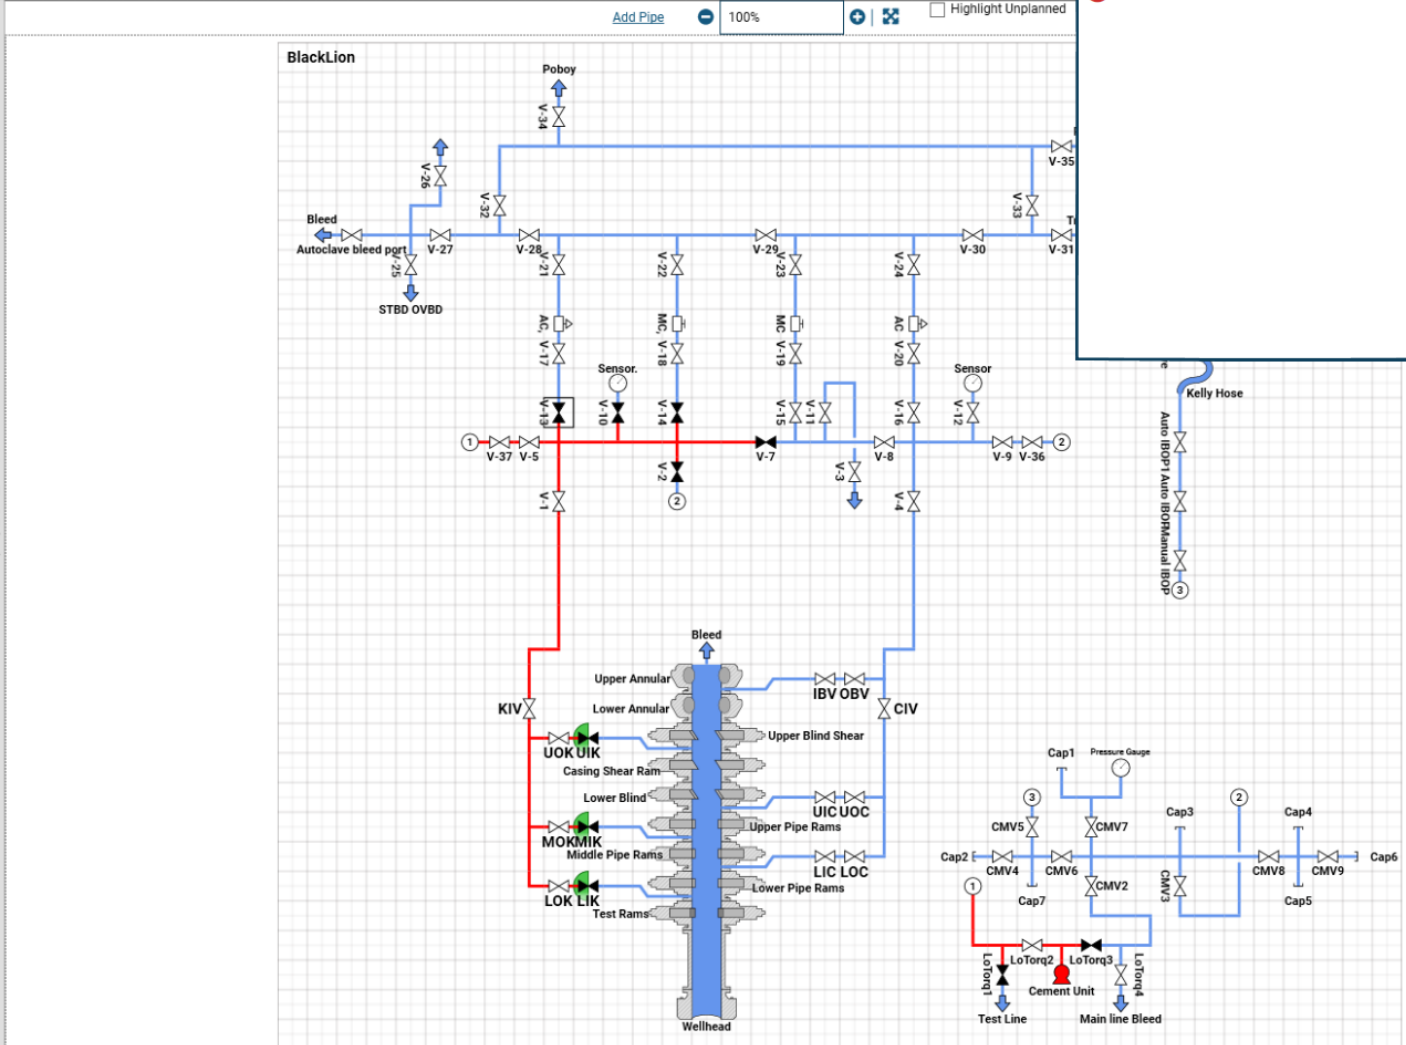 Add Pipe
100%
Highlight Unplanned
BlackLion
Poboy
V-34
V-35
V-26
V-32
V-33
Bleed
Autoclave bleed port
V-27
V-28
V-29
V-30
V-31
V-25
V-21
V-22
V-23
V-24
STBD OVBD
AC,
MC,
MC
AC
V-17
V-18
V-19
V-20
Sensor.
Sensor
Kelly Hose
V-13
V-10
V-14
V-15
V-11
V-16
V-12
1
V-37
V-5
V-7
V-8
V-9
V-36
2
V-2
V-3
2
V-1
V-4
Auto IBOP1
Auto IBOP
Manual IBOP
3
Bleed
Upper Annular
IBV
OBV
Lower Annular
KIV
CIV
Upper Blind Shear
UOK
UIK
Casing Shear Ram
Lower Blind
UIC
UOC
Upper Pipe Rams
MOK
MIK
Middle Pipe Rams
LIC
LOC
Lower Pipe Rams
LOK
LIK
Test Rams
Wellhead
Cap1
Pressure Gauge
3
2
CMV5
CMV7
Cap3
Cap4
Cap2
CMV4
CMV6
CMV8
CMV9
Cap6
1
Cap7
CMV2
CMV3
Cap5
LoTorq1
LoTorq2
LoTorq3
LoTorq4
Cement Unit
Test Line
Main line Bleed